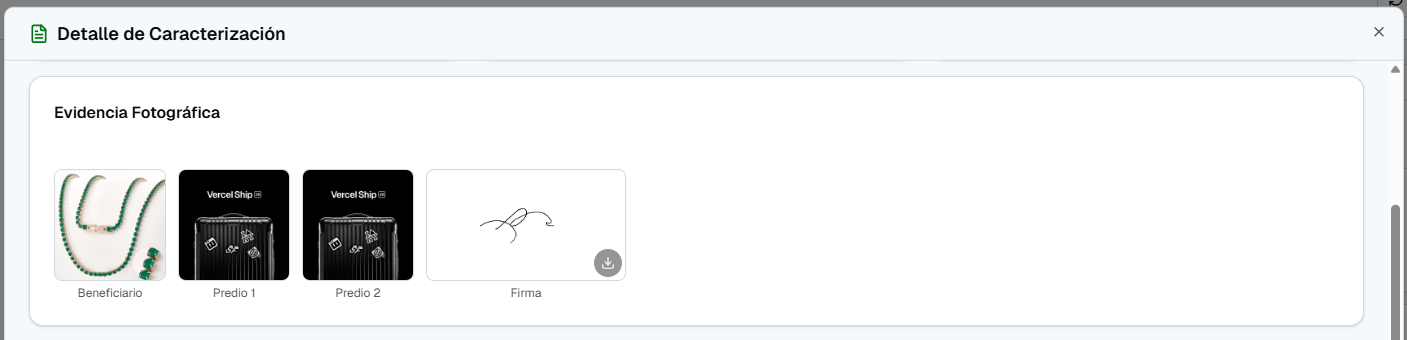 Detalle de Caracterización
Evidencia Fotográfica
Vercel Ship
Vercel Ship
Beneficiario
Predio 1
Predio 2
Firma